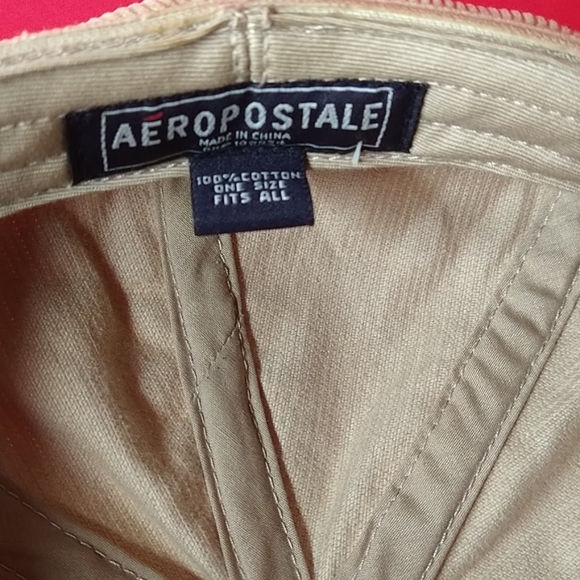 AÉROPOSTALE
MADE IN CHINA
100% COTTON
ONE SIZE
FITS ALL